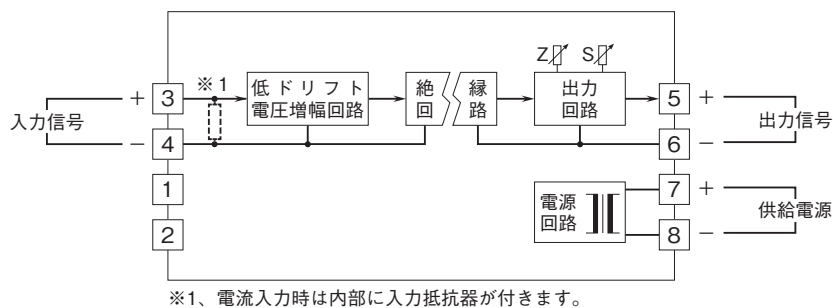 Z S
※1
低ドリフト
電圧増幅回路
絶
回
縁
路
出力
回路
+ 3
入力信号
− 4
1
2
5 +
出力信号
6 −
電源
回路
7 +
供給電源
8 −
※1、電流入力時は内部に入力抵抗器が付きます。